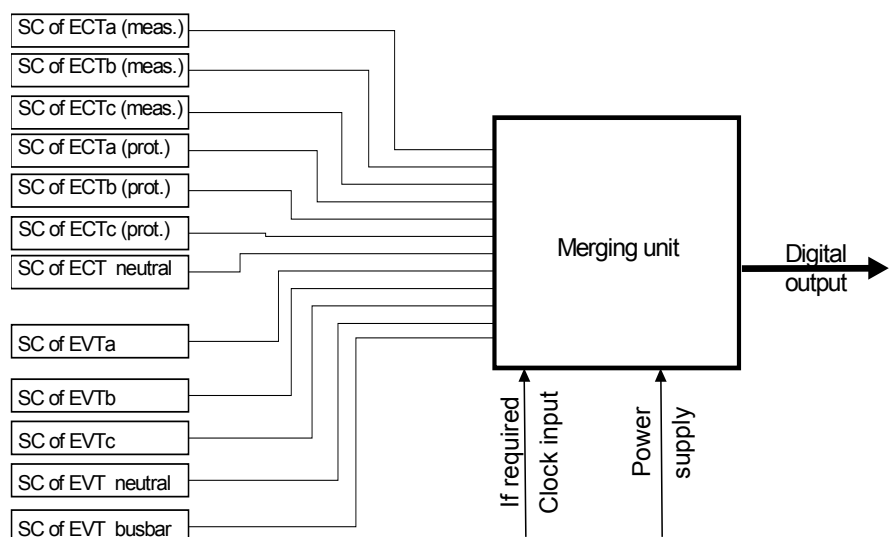 SC of ECTa (meas.)
SC of ECTb (meas.)
SC of ECTc (meas.)
SC of ECTa (prot.)
SC of ECTb (prot.)
SC of ECTc (prot.)
SC of ECT neutral
SC of EVTa
SC of EVTb
SC of EVTc
SC of EVT neutral
SC of EVT busbar
Merging unit
Digital
output
If required
Clock input
Power
supply